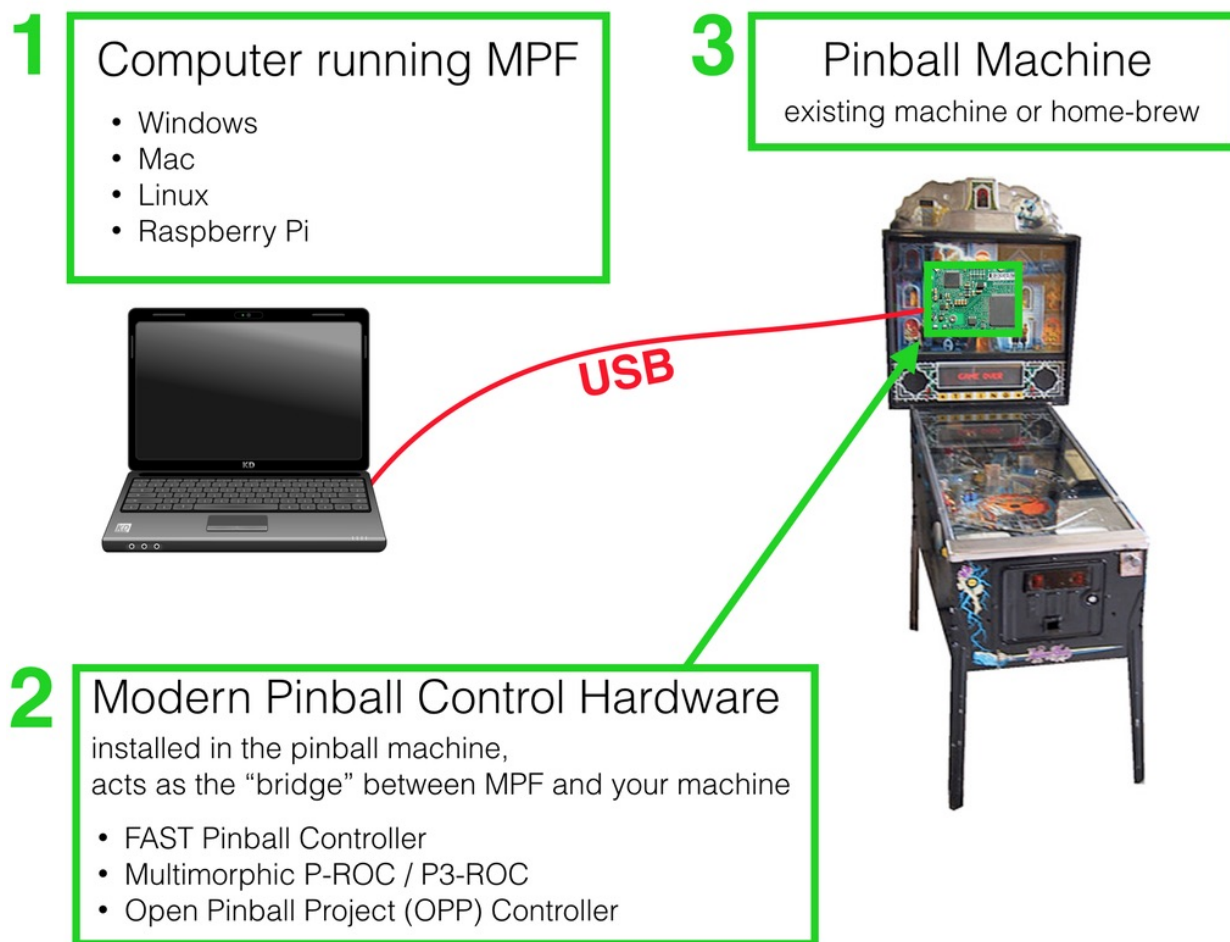 1
Computer running MPF
• Windows
• Mac
• Linux
• Raspberry Pi
3
Pinball Machine
existing machine or home-brew
USB
GAME OVER
2
Modern Pinball Control Hardware
installed in the pinball machine,
acts as the “bridge” between MPF and your machine
• FAST Pinball Controller
• Multimorphic P-ROC / P3-ROC
• Open Pinball Project (OPP) Controller